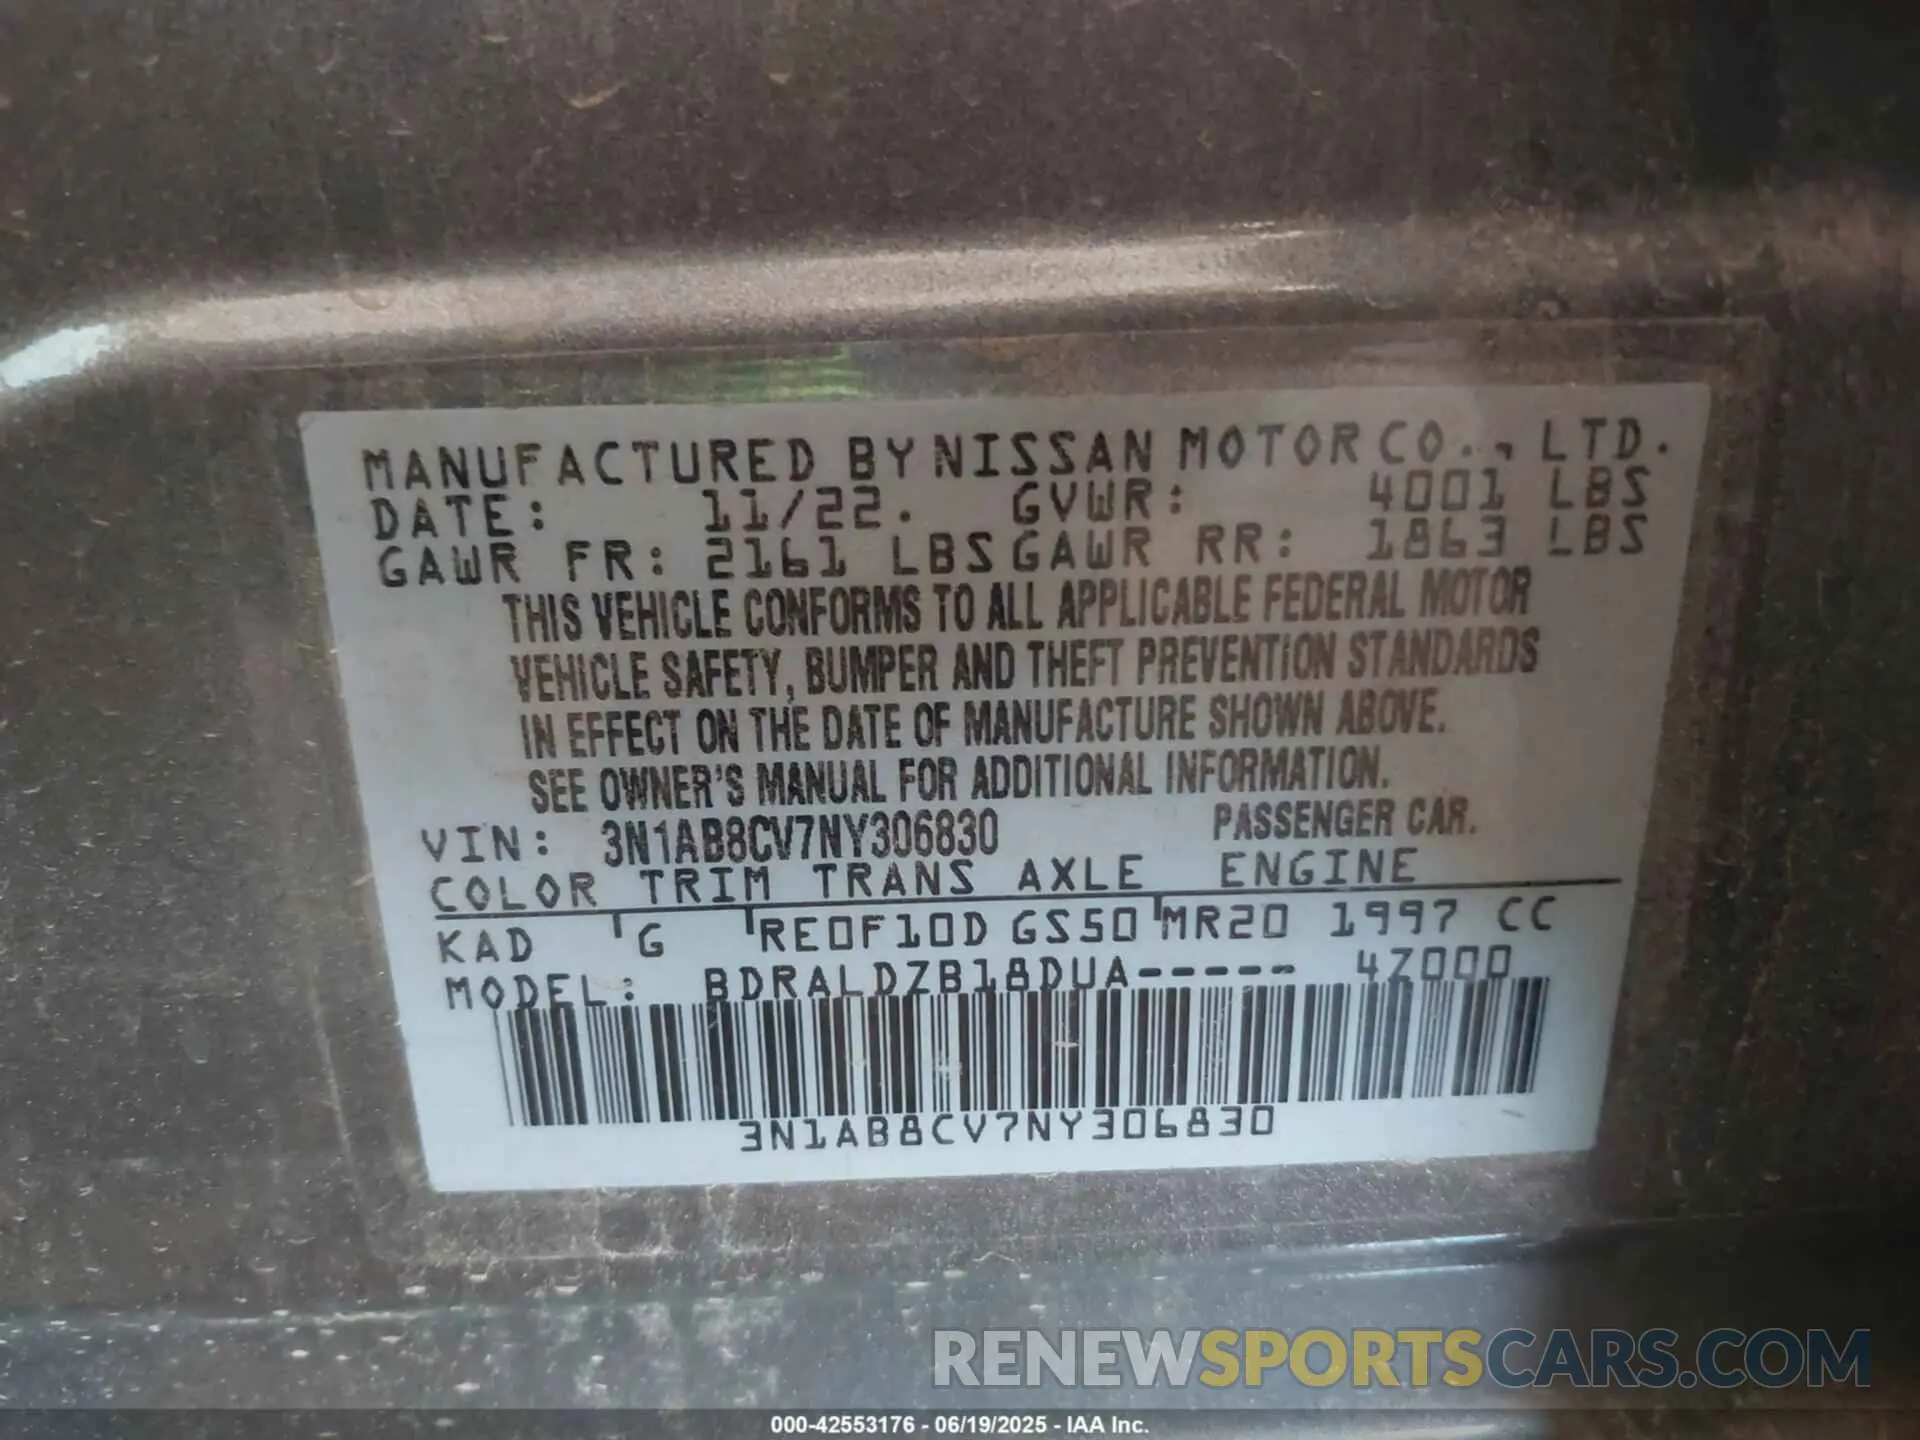 MANUFACTURED BY NISSAN MOTOR CO., LTD.
DATE: 11/22. GVWR: 4001 LBS
GAWR FR: 2161 LBS GAWR RR: 1863 LBS
THIS VEHICLE CONFORMS TO ALL APPLICABLE FEDERAL MOTOR
VEHICLE SAFETY, BUMPER AND THEFT PREVENTION STANDARDS
IN EFFECT ON THE DATE OF MANUFACTURE SHOWN ABOVE.
SEE OWNER'S MANUAL FOR ADDITIONAL INFORMATION.
VIN: 3N1AB8CV7NY306830 PASSENGER CAR.
COLOR TRIM TRANS AXLE ENGINE
KAD G RE0F10D GS50 MR20 1997 CC
MODEL: BDRALDZB18DUA----- 4Z000
3N1AB8CV7NY306830
RENEWSPORTSCARS.COM
000-42553176 - 06/19/2025 - IAA Inc.